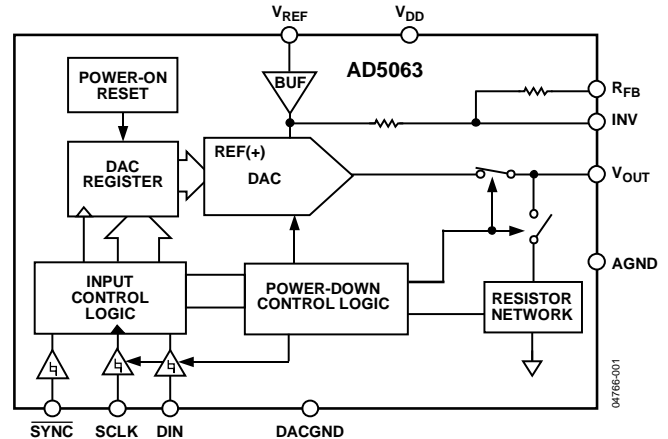 VREF
VDD
AD5063
BUF
POWER-ON
RESET
RFB
INV
REF(+)
DAC
REGISTER
DAC
VOUT
AGND
INPUT
CONTROL
LOGIC
POWER-DOWN
CONTROL LOGIC
RESISTOR
NETWORK
SYNC
SCLK
DIN
DACGND
04766-001